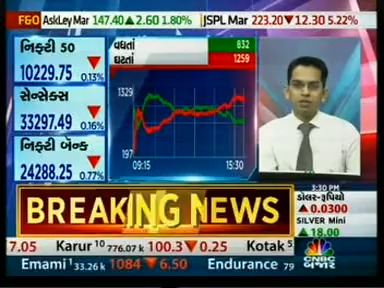 F&O AskLey Mar 147.40 ▲ 2.60 1.80% JSPL Mar 223.20 ▼ 12.30 5.22%
નિફ્ટી 50
10229.75
0.13%
સેન્સેક્સ
33297.49
0.16%
નિફ્ટી બેન્ક
24288.25
0.77%
વધતાં 832
ઘટતાં 1259
1329
197
09:15 15:30
BREAKING NEWS
3:30 PM
ડોલર-રૂપિયો
▲ 0.0300
SILVER Mini
▲ 18.00
7.05 Karur 10 776.07 k 100.3 ▼ 0.25 Kotak 5
Emami 1 33.26 k 1084 ▼ 6.50 Endurance 79
CNBC
બજાર